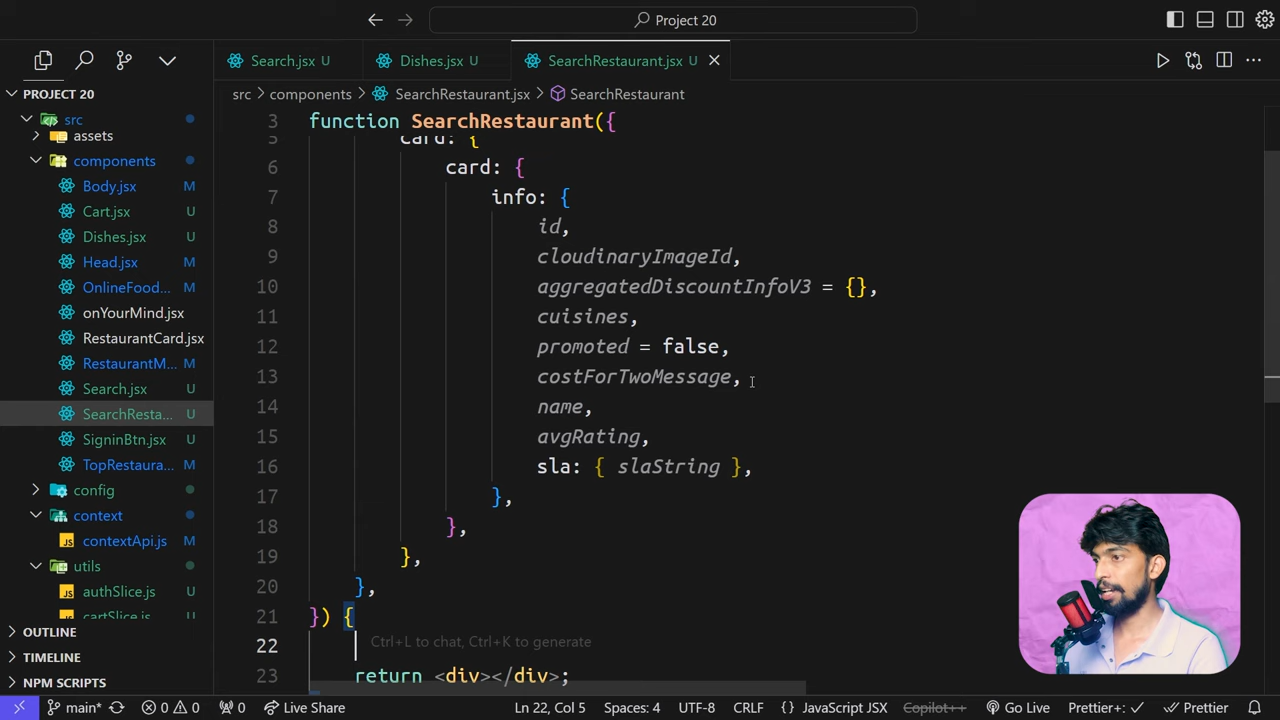 Project 20
Search.jsx U
Dishes.jsx U
SearchRestaurant.jsx U
PROJECT 20
src > components > SearchRestaurant.jsx > SearchRestaurant
src
assets
components
Body.jsx M
Cart.jsx U
Dishes.jsx U
Head.jsx M
OnlineFood... M
onYourMind.jsx
RestaurantCard.jsx
RestaurantM... M
Search.jsx U
SearchResta... U
SigninBtn.jsx U
TopRestaura... M
config
context
contextApi.js M
utils
authSlice.js U
cartSlice.js U
OUTLINE
TIMELINE
NPM SCRIPTS
3 function SearchRestaurant({
5 card: {
6 card: {
7 info: {
8 id,
9 cloudinaryImageId,
10 aggregatedDiscountInfoV3 = {},
11 cuisines,
12 promoted = false,
13 costForTwoMessage,
14 name,
15 avgRating,
16 sla: { slaString },
17 },
18 },
19 },
20 },
21 }) {
22 Ctrl+L to chat, Ctrl+K to generate
23 return <div></div>;
main* 0 0 0 Live Share Ln 22, Col 5 Spaces: 4 UTF-8 CRLF {} JavaScript JSX Copilot++ Go Live Prettier+: Prettier